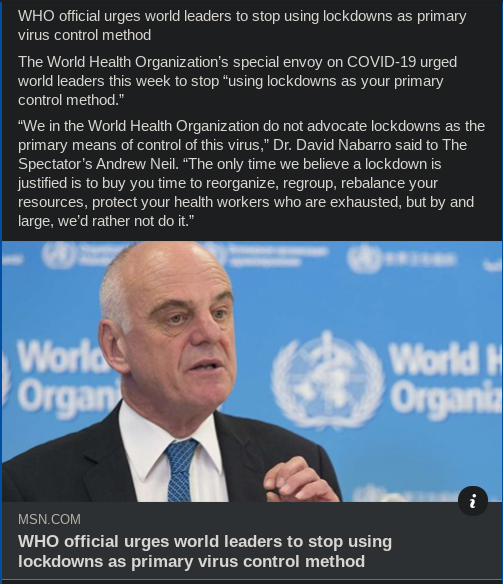 WHO official urges world leaders to stop using lockdowns as primary
virus control method
The World Health Organization's special envoy on COVID-19 urged
world leaders this week to stop “using lockdowns as your primary
control method.”
“We in the World Health Organization do not advocate lockdowns as the
primary means of control of this virus,” Dr. David Nabarro said to The
Spectator’s Andrew Neil. “The only time we believe a lockdown is
justified is to buy you time to reorganize, regroup, rebalance your
resources, protect your health workers who are exhausted, but by and
large, we’d rather not do it.”
World
Organ
World H
Organiz
i
MSN.COM
WHO official urges world leaders to stop using
lockdowns as primary virus control method